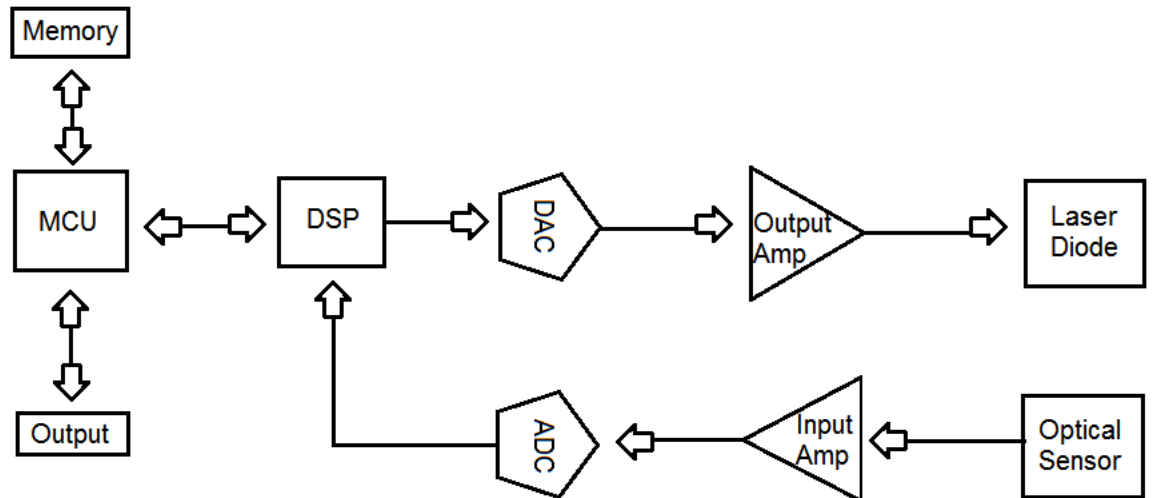 Memory
MCU
DSP
DAC
Output
Amp
Laser
Diode
Output
ADC
Input
Amp
Optical
Sensor